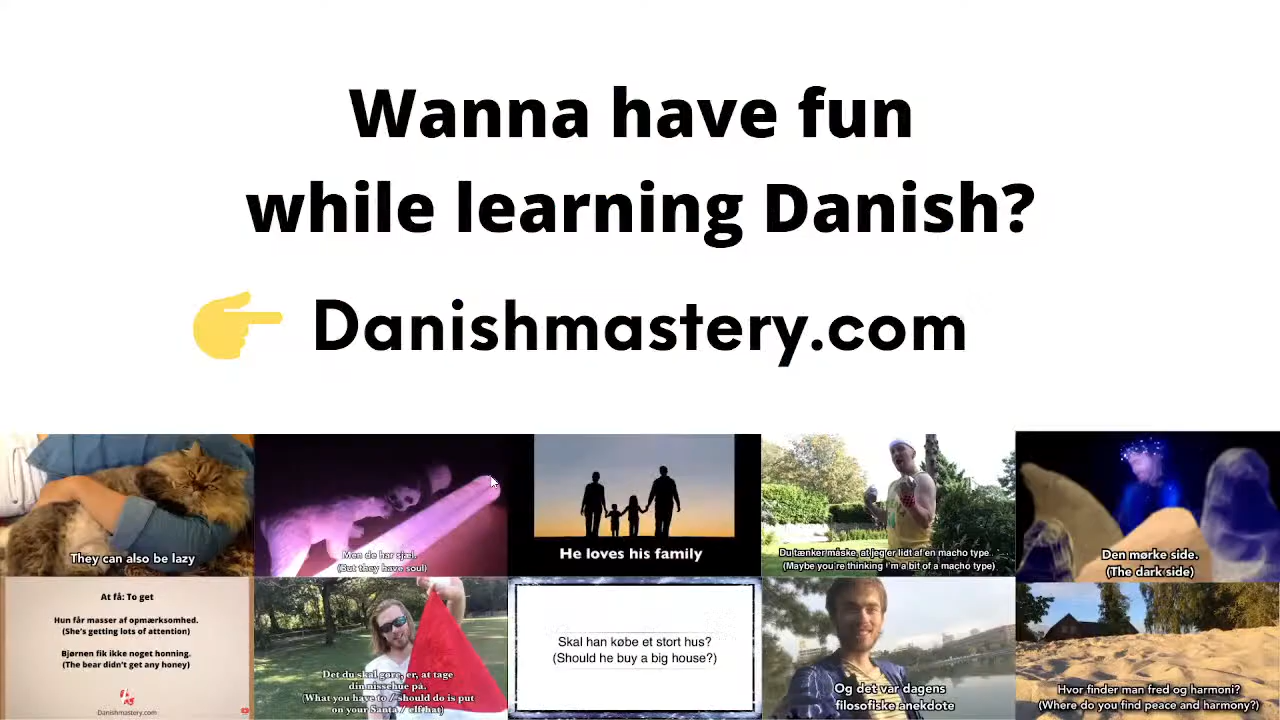 Wanna have fun
while learning Danish?
Danishmastery.com
They can also be lazy
Men de har sjæl.
(But they have soul)
He loves his family
Du tænker måske, at jeg er lidt af en macho type
(Maybe you're thinking I'm a bit of a macho type)
Den mørke side.
(The dark side)
At få: To get
Hun får masser af opmærksomhed.
(She's getting lots of attention)
Bjørnen fik ikke noget honning.
(The bear didn't get any honey)
Danishmastery.com
Det du skal gøre, er, at tage
din nissehue på.
(What you have to / should do is put
on your Santa / elf hat)
Skal han købe et stort hus?
(Should he buy a big house?)
Og det var dagens
filosofiske anekdote
Hvor finder man fred og harmoni?
(Where do you find peace and harmony?)